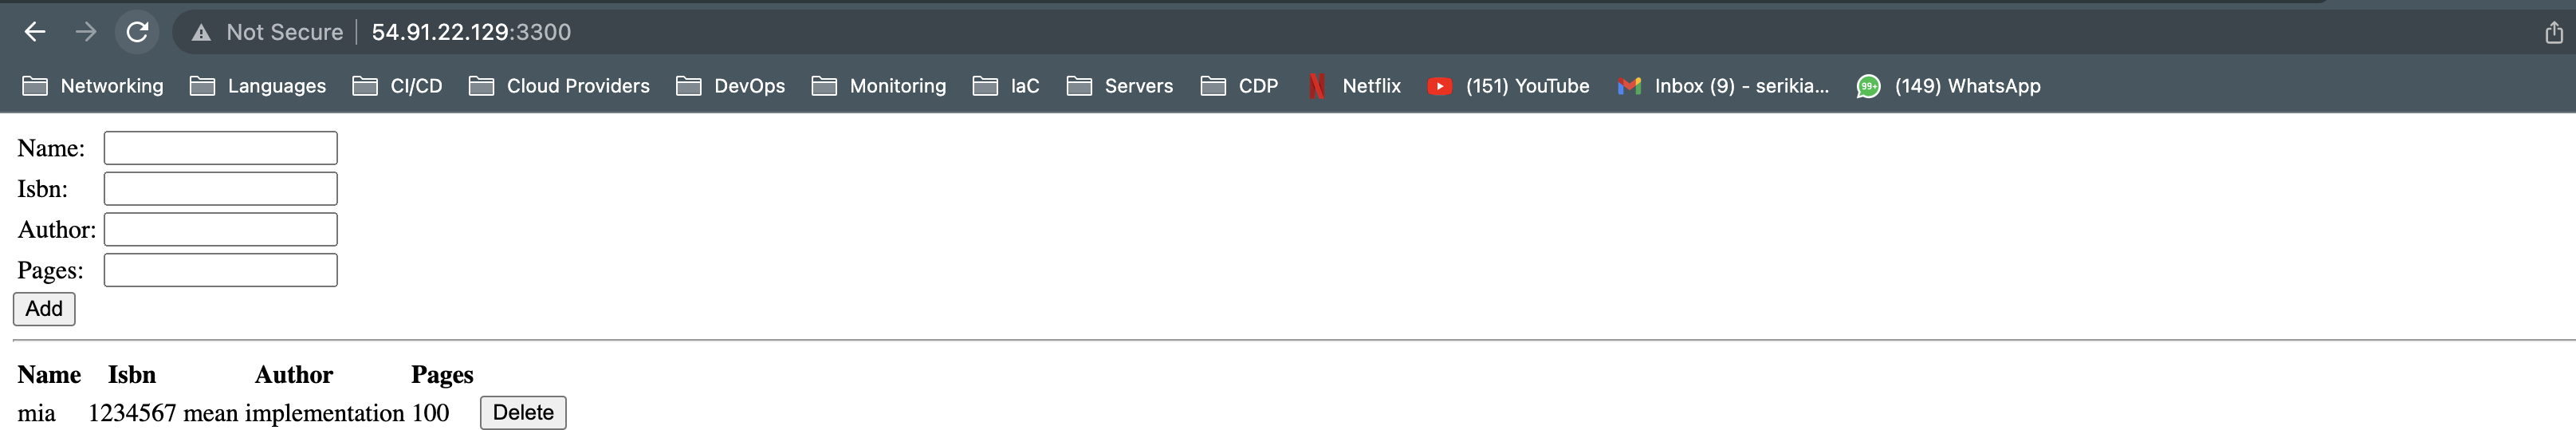 Not Secure 54.91.22.129:3300
Networking Languages CI/CD Cloud Providers DevOps Monitoring IaC Servers CDP Netflix (151) YouTube Inbox (9) - serikia... 99+ (149) WhatsApp
Name:
Isbn:
Author:
Pages:
Add
Name Isbn Author Pages
mia 1234567 mean implementation 100 Delete